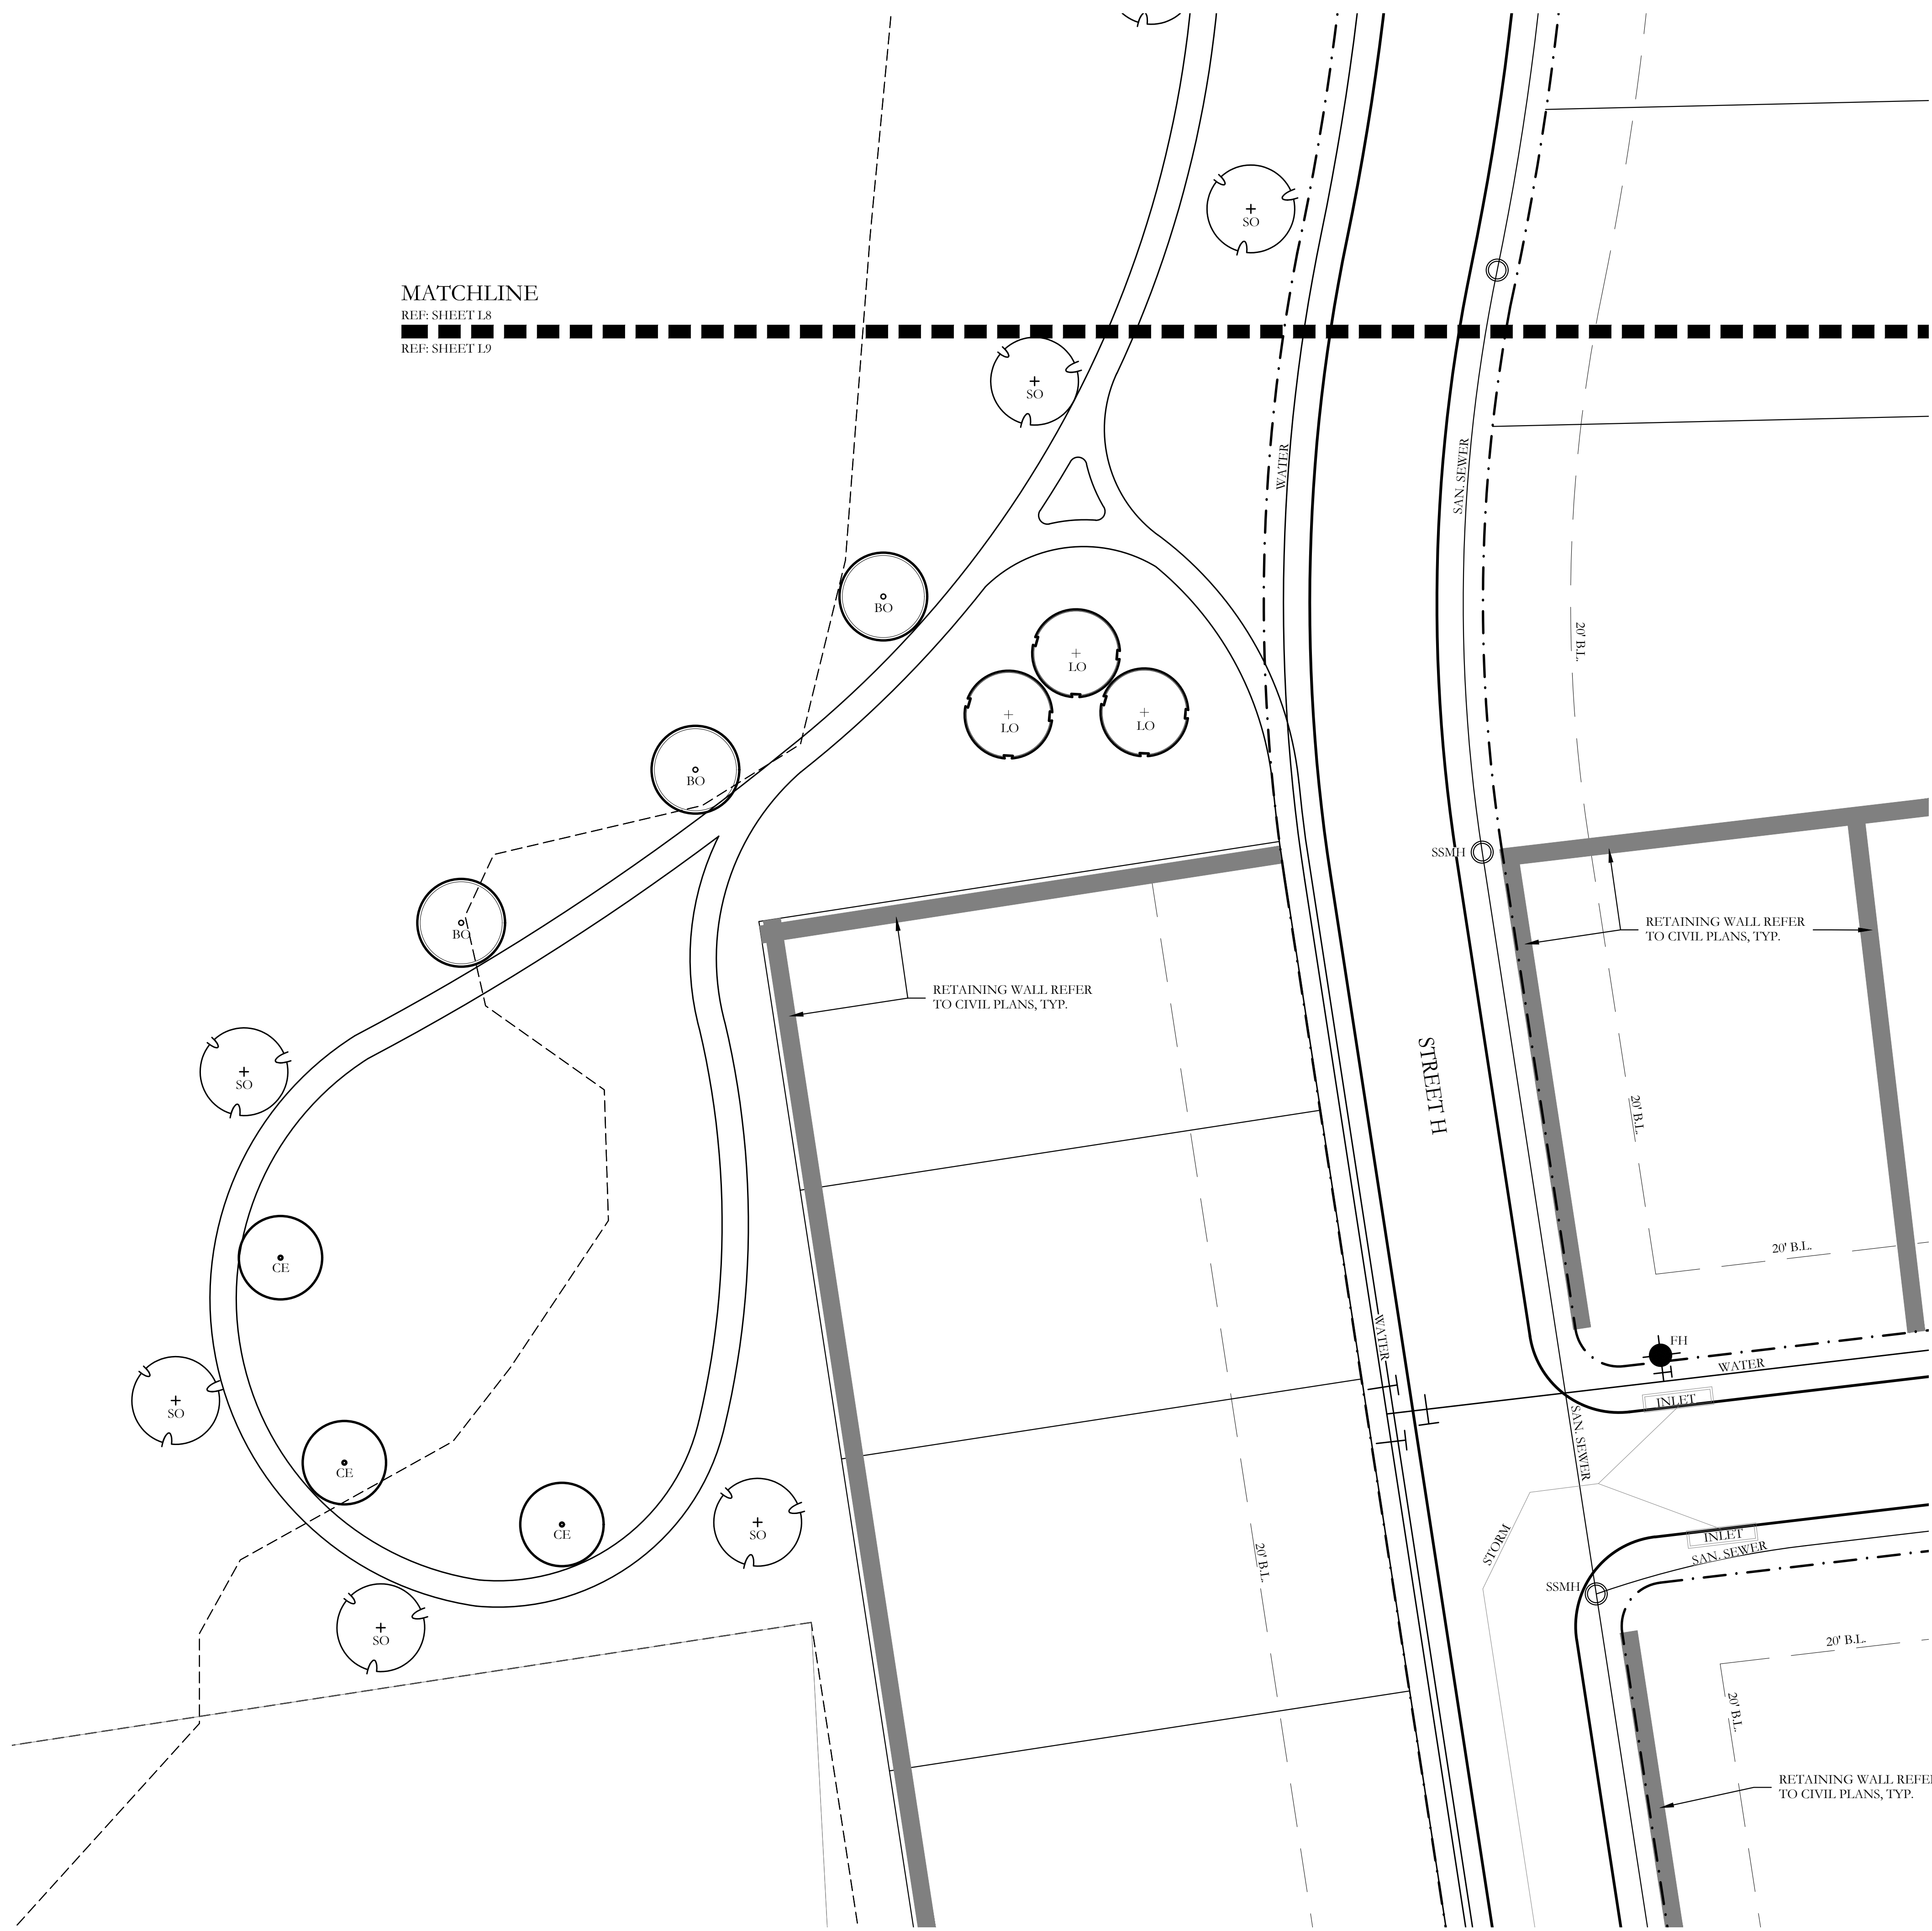 SO
MATCHLINE
REF: SHEET L8
REF: SHEET L9
SO
WATER
SAN. SEWER
BO
20' B.L.
LO
LO
LO
BO
SSMH
BO
RETAINING WALL REFER
TO CIVIL PLANS, TYP.
RETAINING WALL REFER
TO CIVIL PLANS, TYP.
SO
STREET H
20' B.L.
CE
20' B.L.
WATER
FH
WATER
SO
INLET
SAN. SEWER
CE
CE
SO
INLET
STORM
SAN. SEWER
20' B.L.
SSMH
SO
20' B.L.
20' B.L.
RETAINING WALL REFE
TO CIVIL PLANS, TYP.